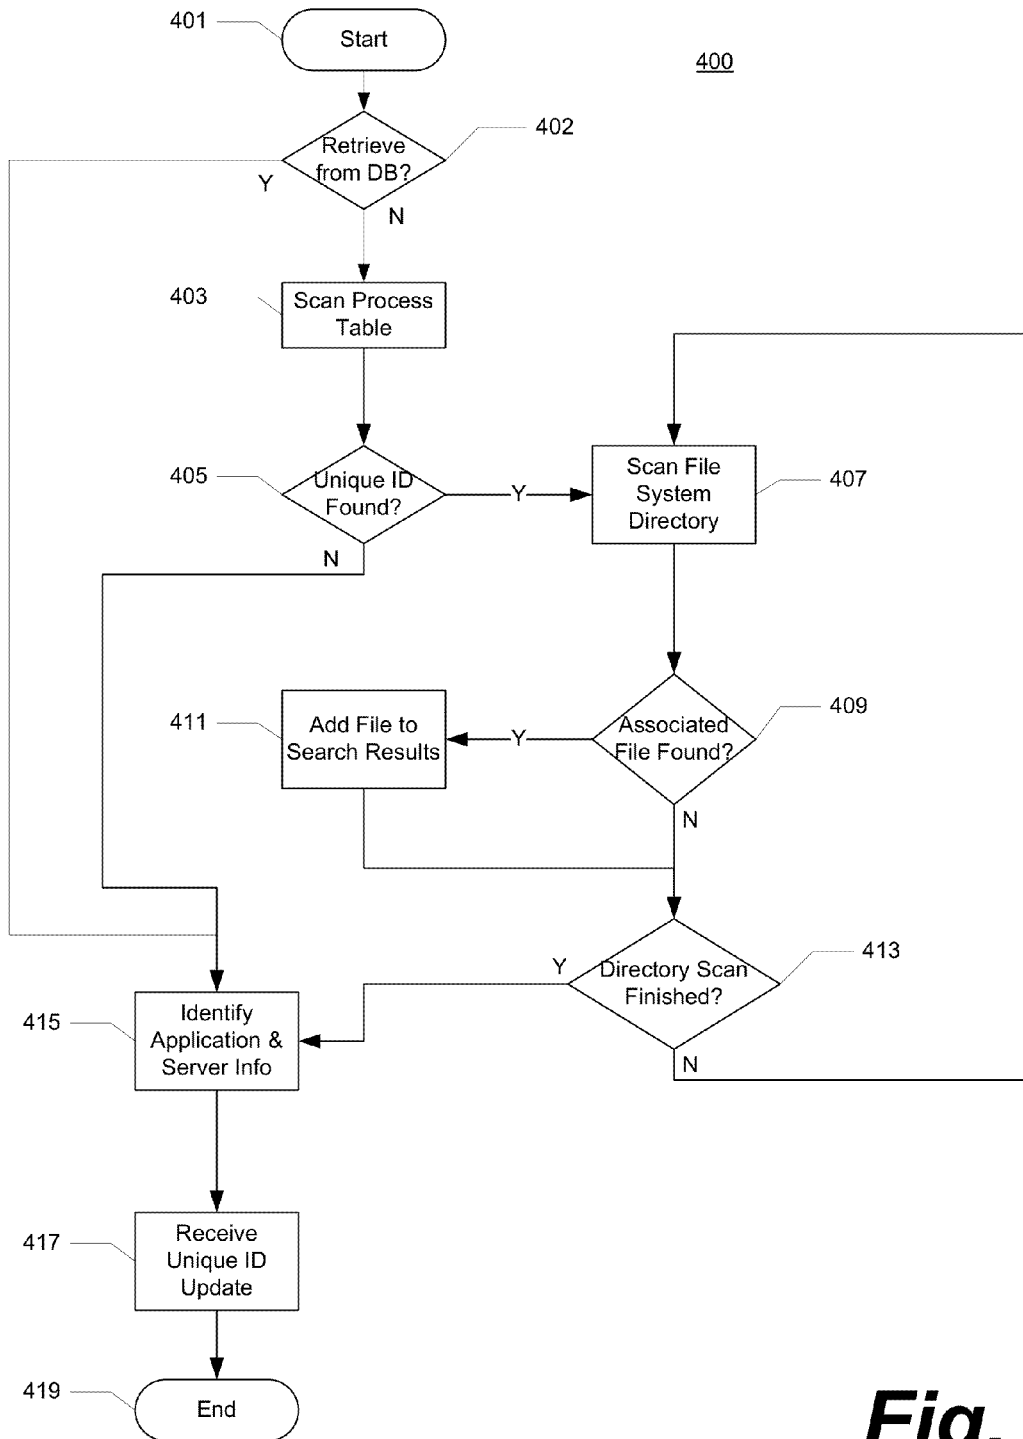 401
Start
400
402
Retrieve
from DB?
Y
N
403
Scan Process
Table
405
Unique ID
Found?
Y
N
Scan File
System
Directory
407
411
Add File to
Search Results
Y
Associated
File Found?
409
N
Y
Directory Scan
Finished?
413
N
415
Identify
Application &
Server Info
417
Receive
Unique ID
Update
419
End
Fig.